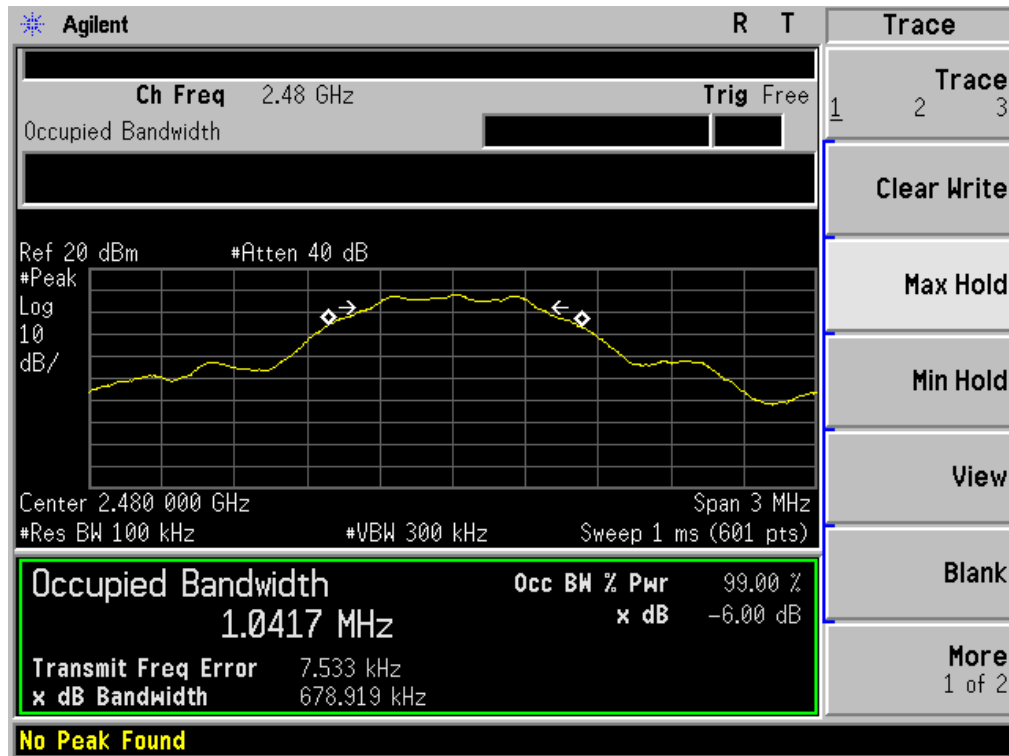 Agilent R T
Trace
Ch Freq 2.48 GHz Trig Free
Occupied Bandwidth
Ref 20 dBm #Atten 40 dB
#Peak
Log
10
dB/
Center 2.480 000 GHz Span 3 MHz
#Res BW 100 kHz #VBW 300 kHz Sweep 1 ms (601 pts)
Occupied Bandwidth
1.0417 MHz
Occ BW % Pwr 99.00 %
x dB -6.00 dB
Transmit Freq Error 7.533 kHz
x dB Bandwidth 678.919 kHz
No Peak Found
Trace
1 2 3
Clear Write
Max Hold
Min Hold
View
Blank
More
1 of 2